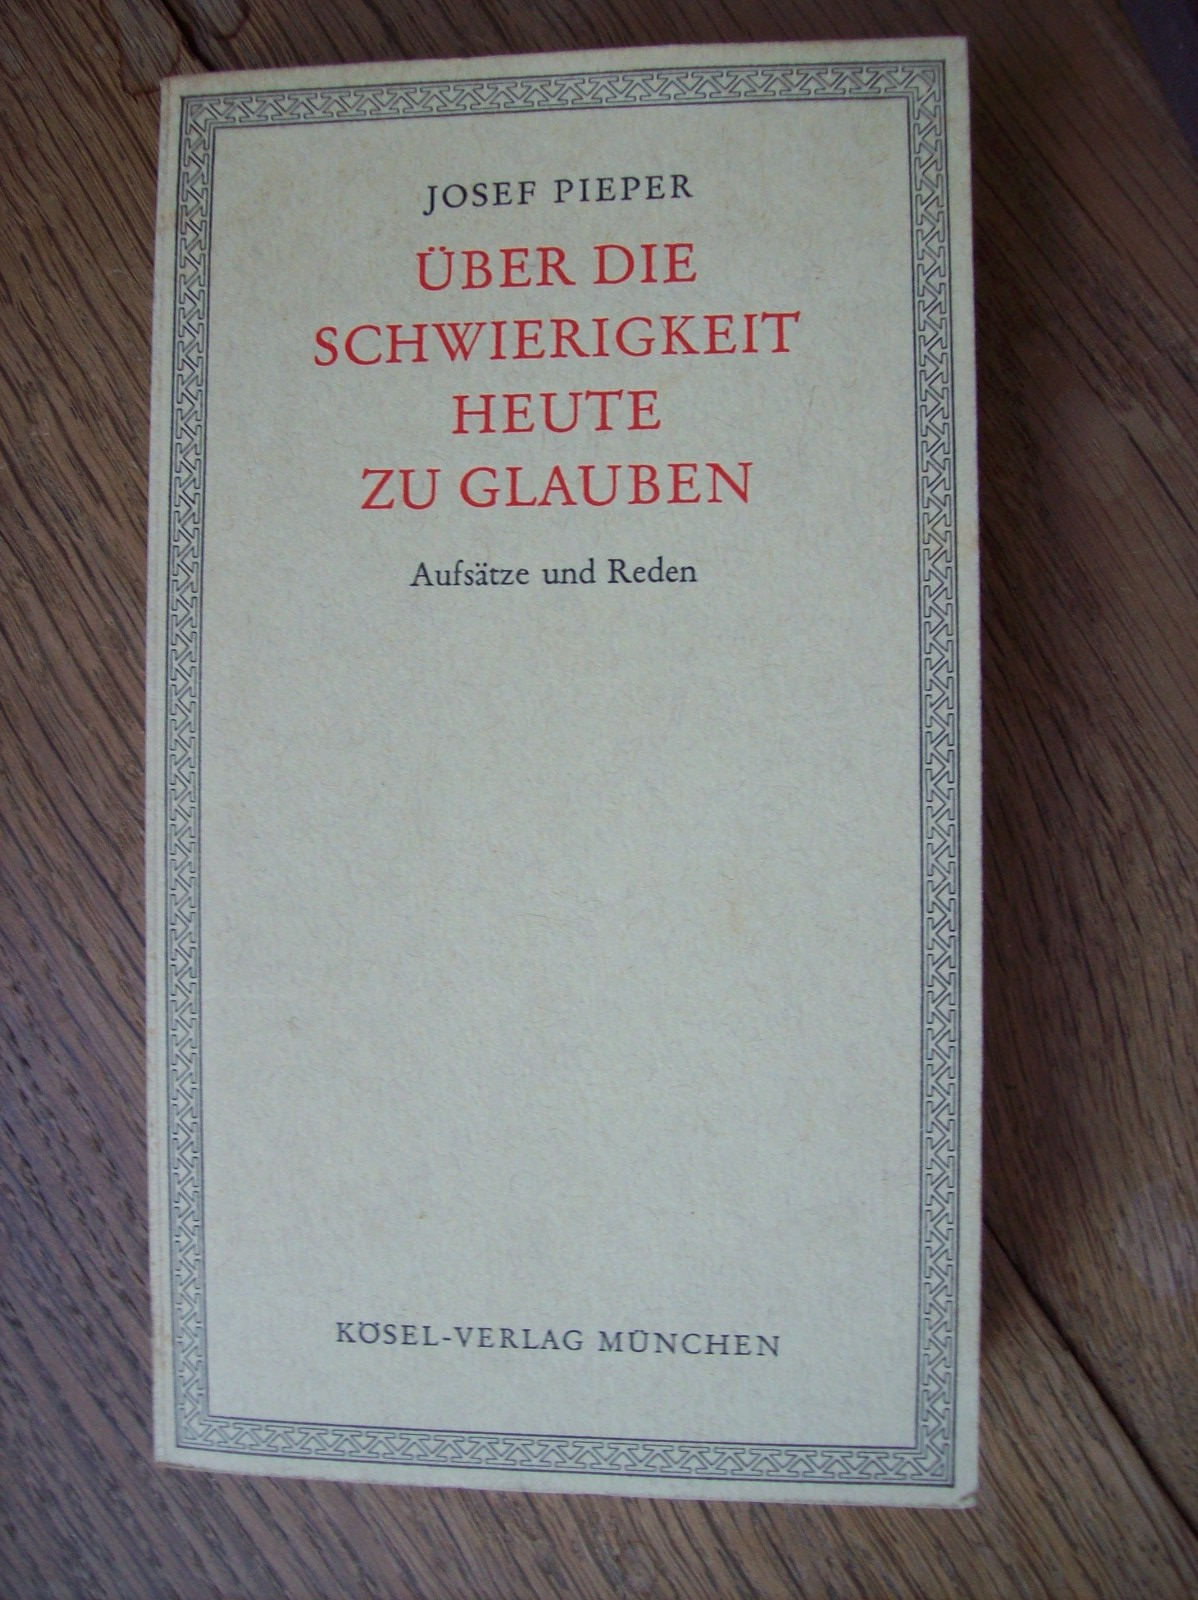 JOSEF PIEPER
ÜBER DIE
SCHWIERIGKEIT
HEUTE
ZU GLAUBEN
Aufsätze und Reden
KÖSEL-VERLAG MÜNCHEN